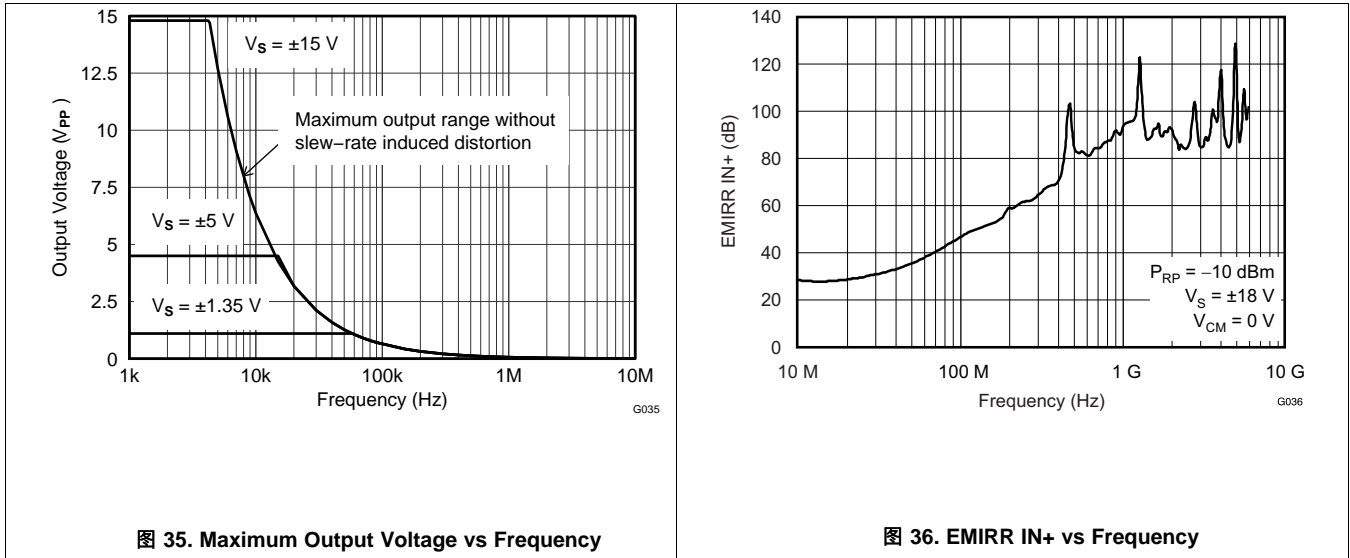 15
12.5
10
7.5
5
2.5
0
Output Voltage (VPP )
VS = ±15 V
Maximum output range without
slew−rate induced distortion
VS = ±5 V
VS = ±1.35 V
1k 10k 100k 1M 10M
Frequency (Hz)
G035
图 35. Maximum Output Voltage vs Frequency
140
120
100
80
60
40
20
0
EMIRR IN+ (dB)
PRP = −10 dBm
VS = ±18 V
VCM = 0 V
10 M 100 M 1 G 10 G
Frequency (Hz)
G036
图 36. EMIRR IN+ vs Frequency